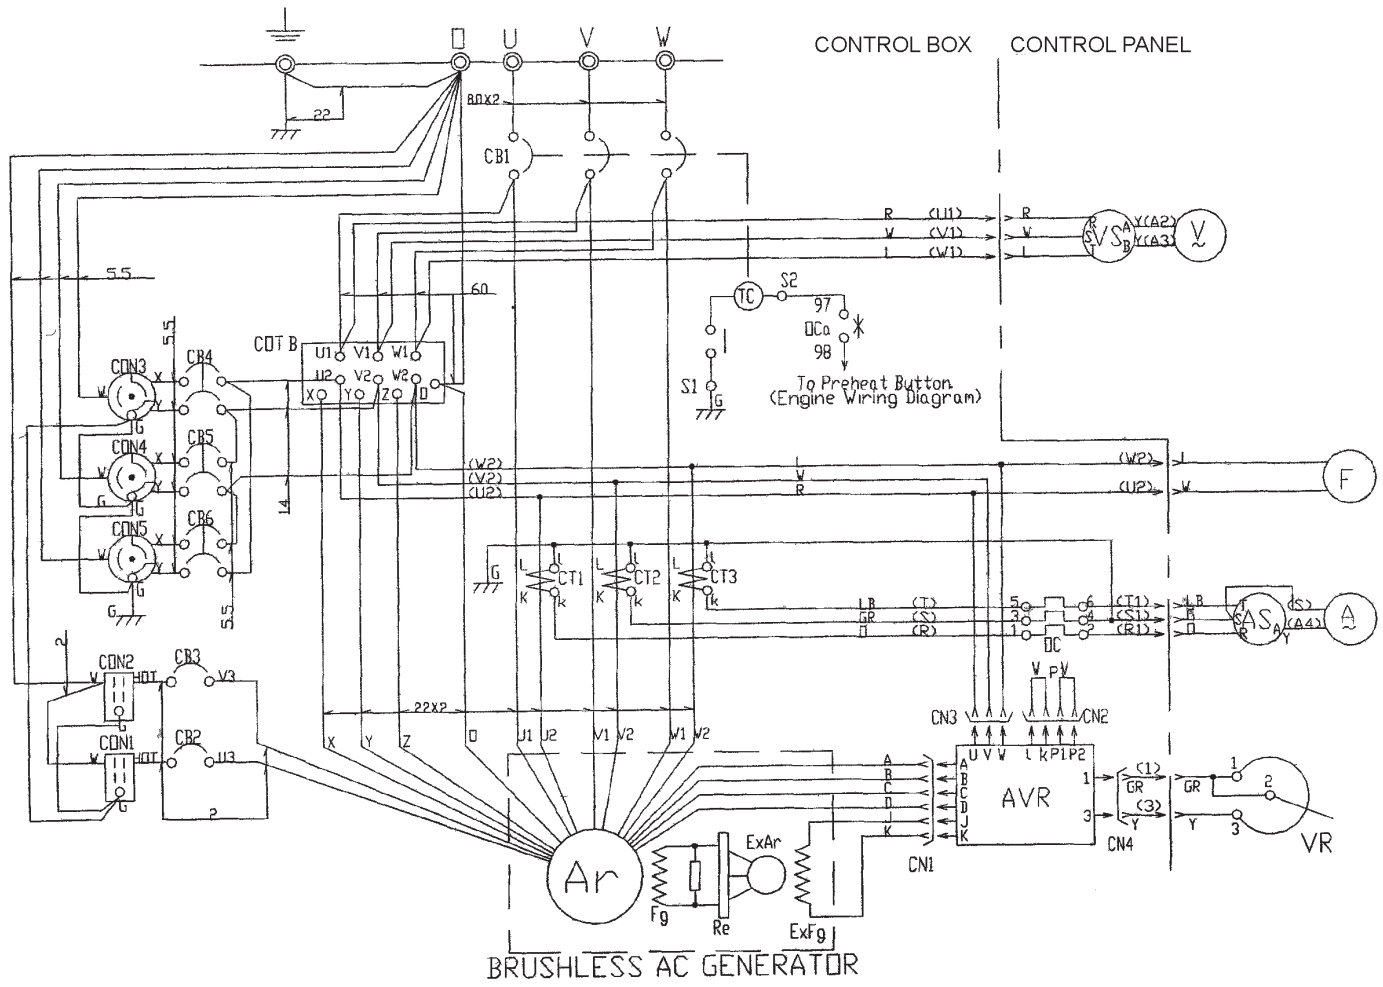 O U V W
CONTROL BOX CONTROL PANEL
80X2
22
CB1
R (U1) R
W (V1) W
L (W1) L
R S T VS A B
Y(A2)
Y(A3)
V
5.5
60
TC S2
97
OCa
98
S1
G
To Preheat Button
(Engine Wiring Diagram)
5.5
COT B
U1 V1 W1
U2 V2 W2
X Y Z O
CON3 X CB4
W Y
G
CON4 X CB5
W Y
G G
CON5 X CB6
W Y
G
G
14
5.5
(W2) L (W2) L
(V2) W
(U2) R (U2) W
F
G
L l CT1 K k
L l CT2 K k
L l CT3 K k
LB (T) 5 6 (T1) LB
GR (S) 3 4 (S1) R
O (R) 1 2 (R1) O
OC
T S R AS A Y
(S)
(A4)
A
2
CON2 HOT CB3 V3
W
G
CON1 HOT CB2 U3
W
G
2
22X2
X Y Z O U1 U2 V1 V2 W1 W2
V P V
CN3 CN2
U V W l k P1 P2
A A
B B
C C
D D
J J
K K
CN1
AVR
1 (1) GR GR 1
2
3 (3) Y Y 3
CN4
VR
Ar
Fg
Re
ExAr
ExFg
BRUSHLESS AC GENERATOR